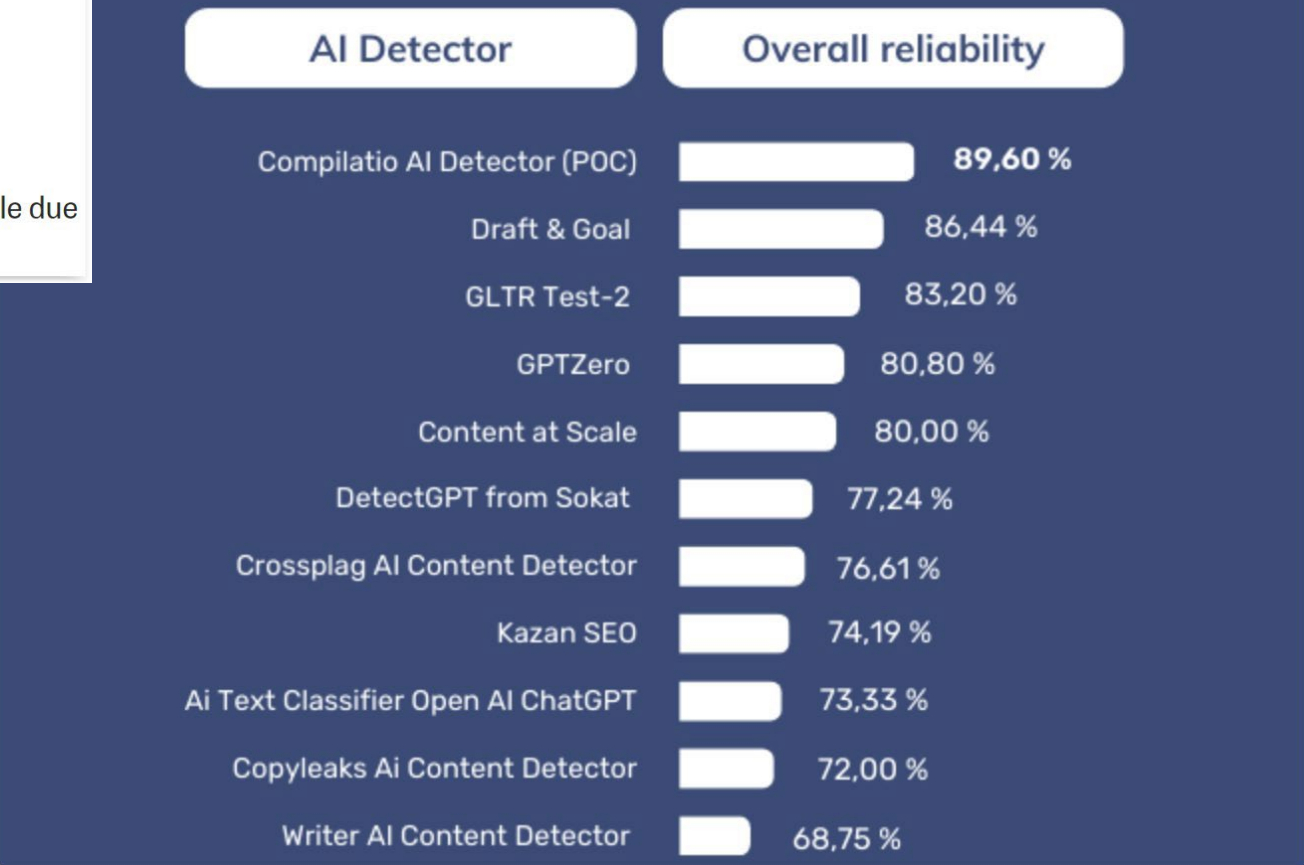 le due
AI Detector Overall reliability
Compilatio AI Detector (POC) 89,60 %
Draft & Goal 86,44 %
GLTR Test-2 83,20 %
GPTZero 80,80 %
Content at Scale 80,00 %
DetectGPT from Sokat 77,24 %
Crossplag AI Content Detector 76,61 %
Kazan SEO 74,19 %
Ai Text Classifier Open AI ChatGPT 73,33 %
Copyleaks Ai Content Detector 72,00 %
Writer AI Content Detector 68,75 %